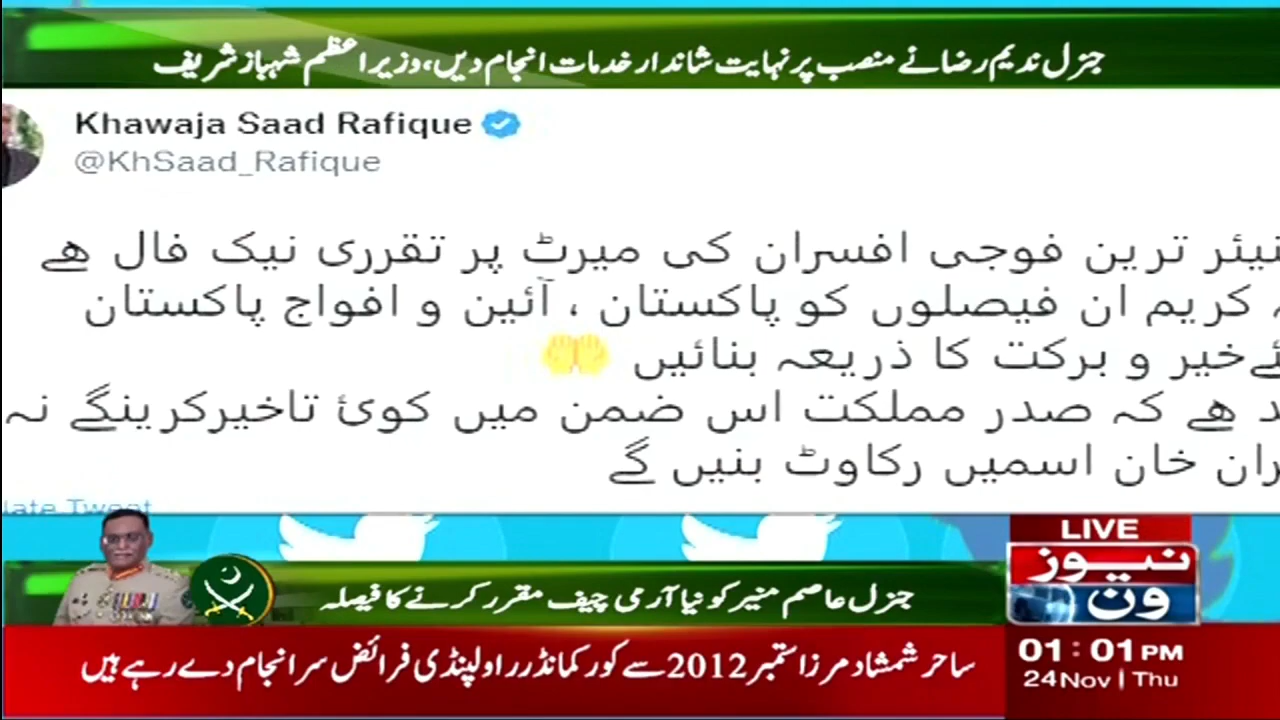 جنرل ندیم رضا نے منصب پر نہایت شاندار خدمات انجام دیں، وزیراعظم شہباز شریف
Khawaja Saad Rafique
@KhSaad_Rafique
ترین فوجی افسران کی میرٹ پر تقرری نیک فال ھے
کریم ان فیصلوں کو پاکستان ، آئین و افواج پاکستان
خیر و برکت کا ذریعہ بنائیں 🤲
ھے کہ صدر مملکت اس ضمن میں کوئ تاخیرکرینگے نہ
خان اسمیں رکاوٹ بنیں گے
Tweet
LIVE
نیوز
ون
جنرل عاصم منیر کو نیا آرمی چیف مقرر کرنے کا فیصلہ
ساحر شمشاد مرزا ستمبر 2012 سے کور کمانڈر راولپنڈی فرائض سرانجام دے رہے ہیں
01:01 PM
24Nov | Thu